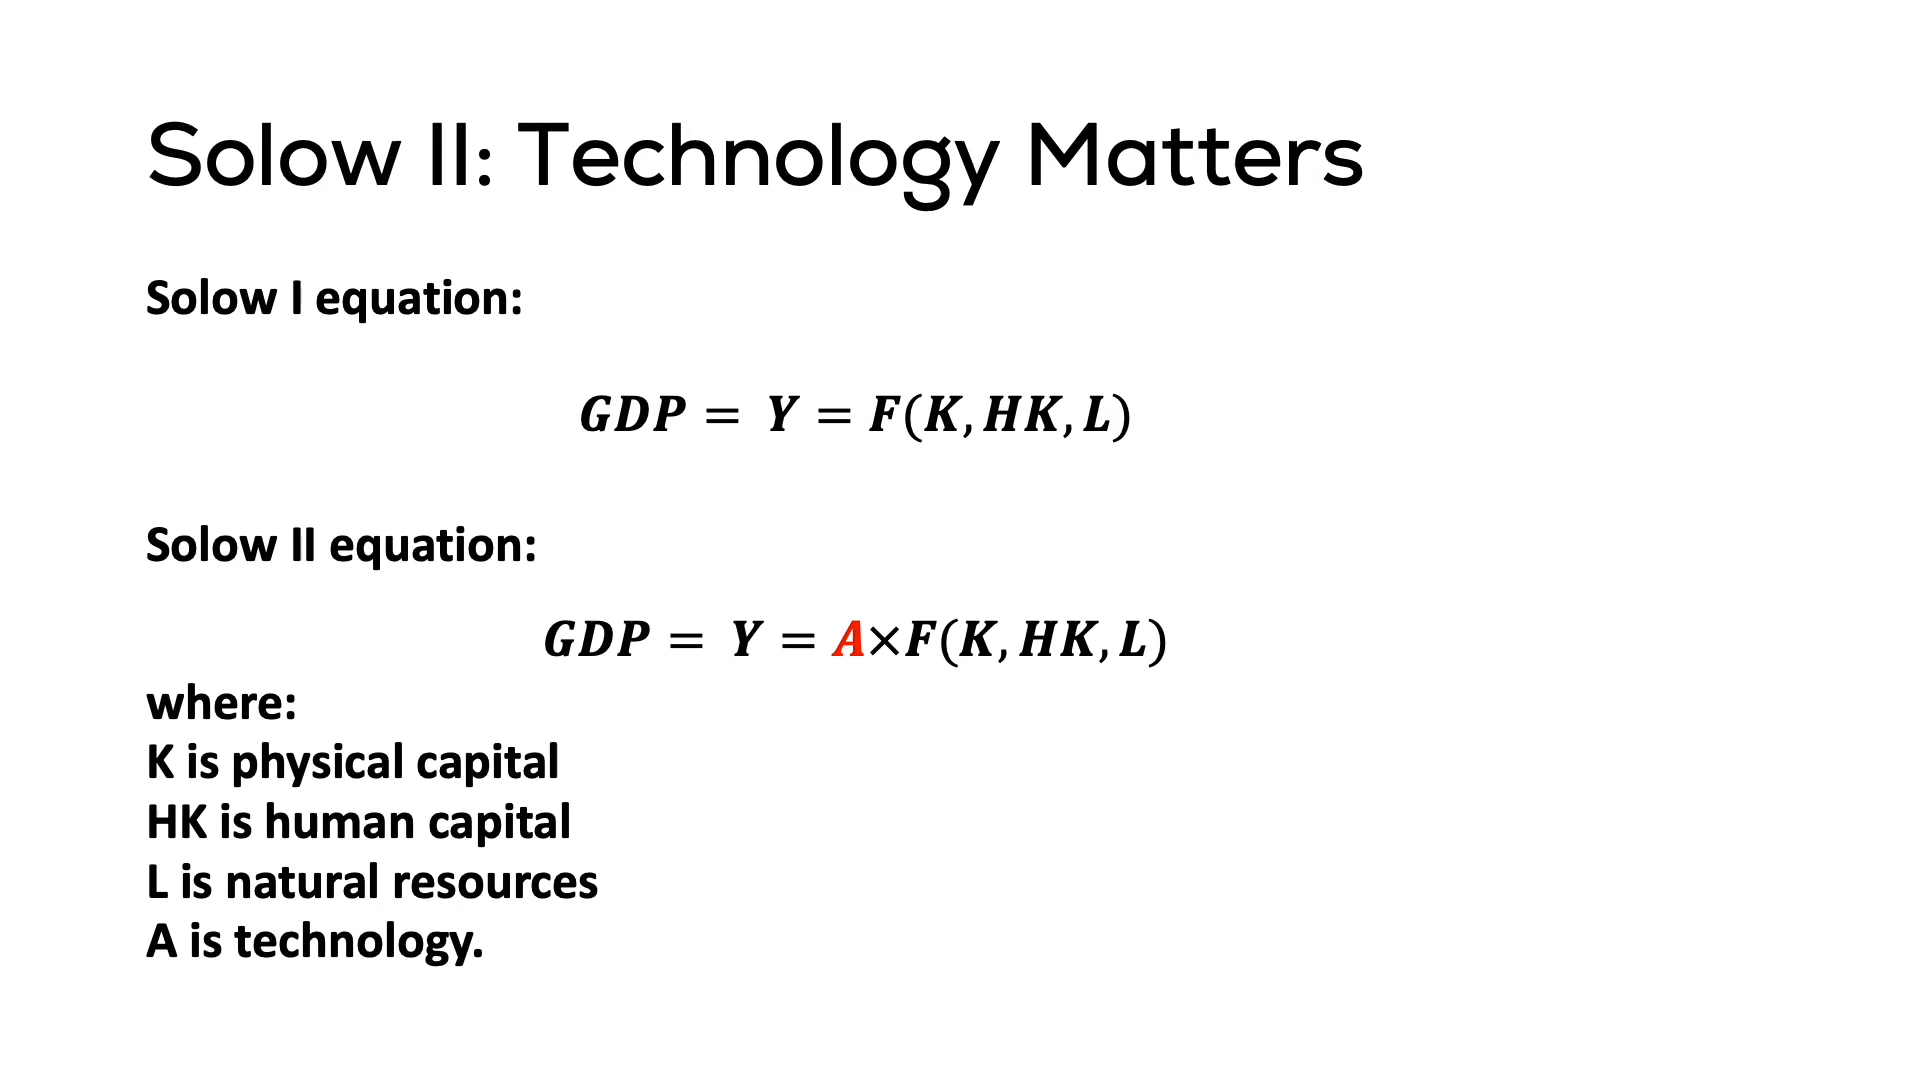 Solow II: Technology Matters
Solow I equation:
GDP = Y = F(K, HK, L)
Solow II equation:
GDP = Y = A×F(K, HK, L)
where:
K is physical capital
HK is human capital
L is natural resources
A is technology.